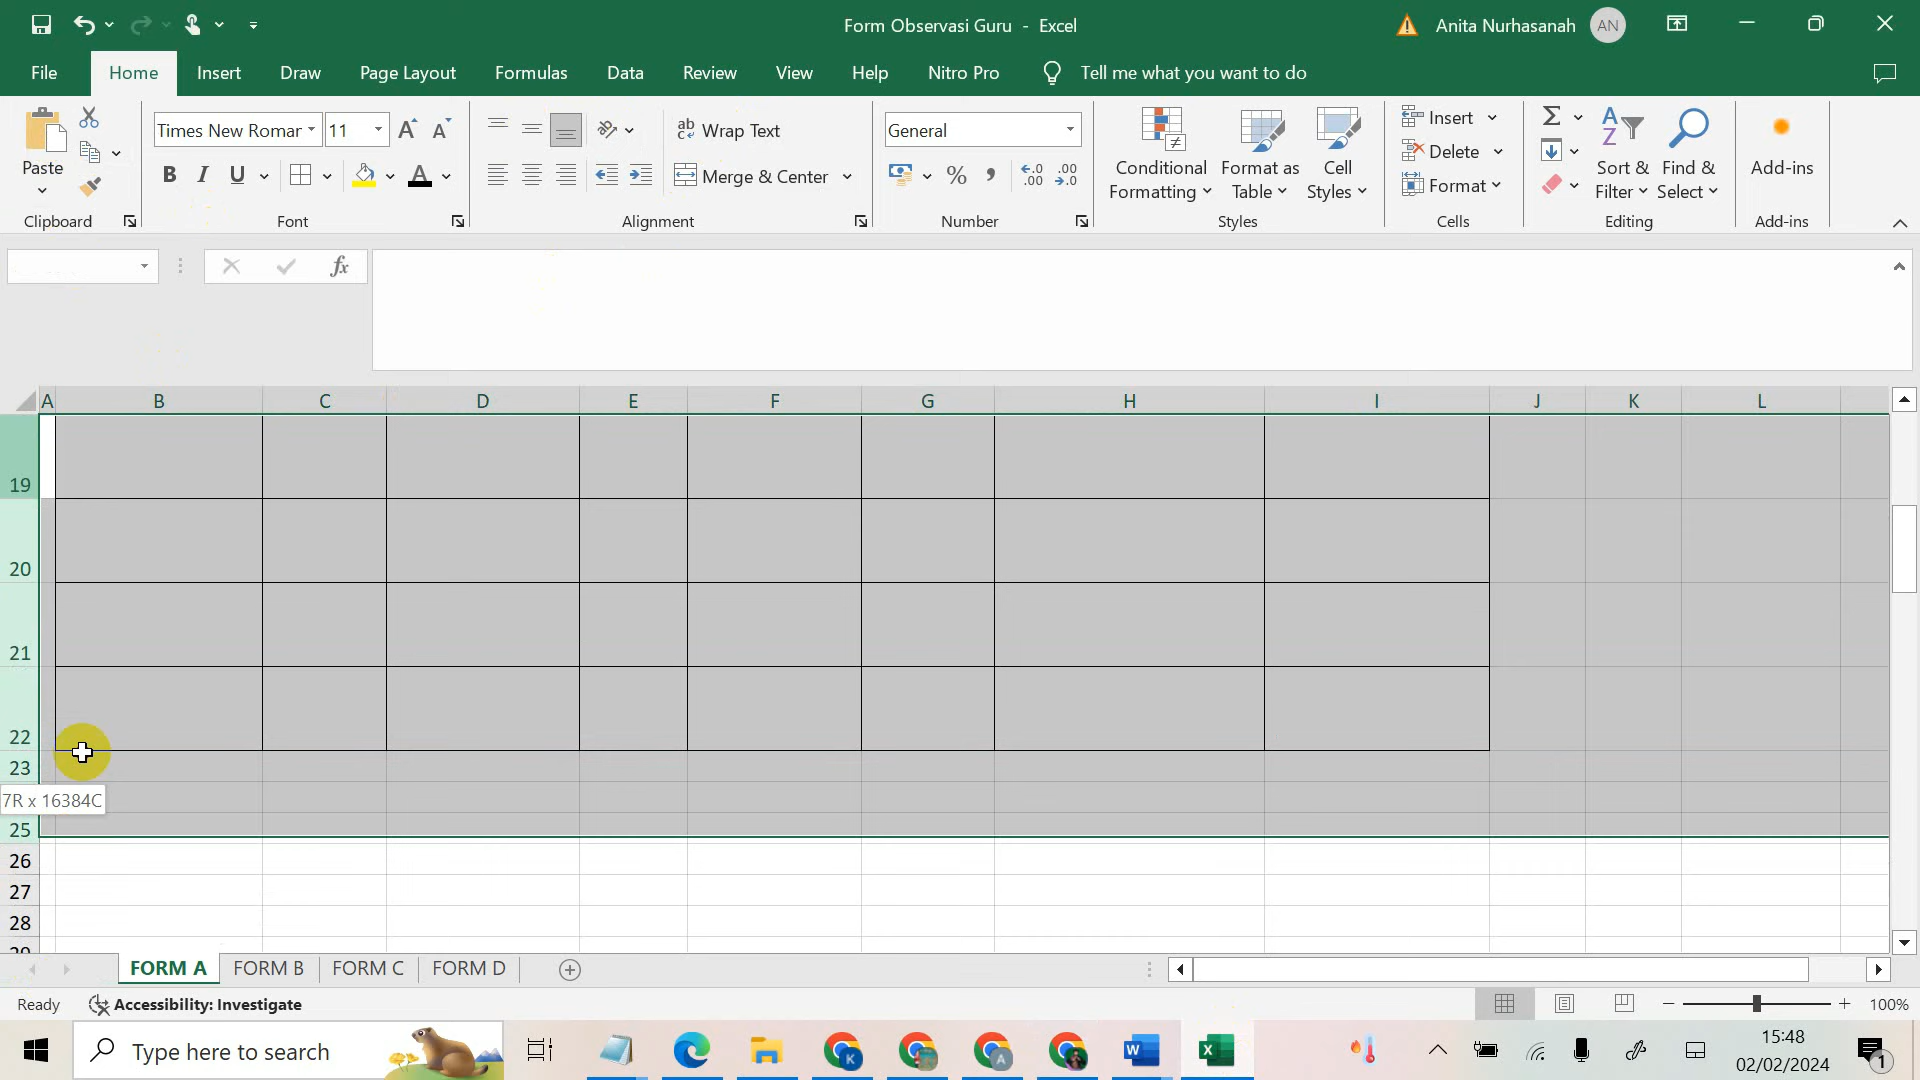 Form Observasi Guru - Excel
Anita Nurhasanah
AN
File
Home
Insert
Draw
Page Layout
Formulas
Data
Review
View
Help
Nitro Pro
Tell me what you want to do
Paste
Clipboard
Times New Romar
11
A A
B I U
A
Font
ab
Wrap Text
Merge & Center
Alignment
General
%
Number
Conditional Formatting
Format as Table
Cell Styles
Styles
Insert
Delete
Format
Cells
Sort & Filter
Find & Select
Editing
Add-ins
Add-ins
fx
A B C D E F G H I J K L
19
20
21
22
23
7R x 16384C
25
26
27
28
FORM A
FORM B
FORM C
FORM D
Ready
Accessibility: Investigate
100%
Type here to search
K
A
W
X
15:48
02/02/2024
1